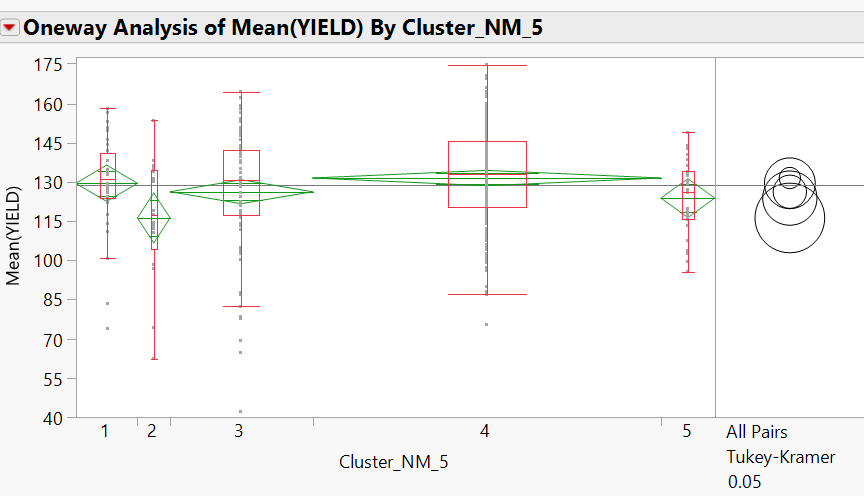 Oneway Analysis of Mean(YIELD) By Cluster_NM_5
Mean(YIELD)
175
160
145
130
115
100
85
70
55
40
1 2 3 4 5
Cluster_NM_5
All Pairs
Tukey-Kramer
0.05